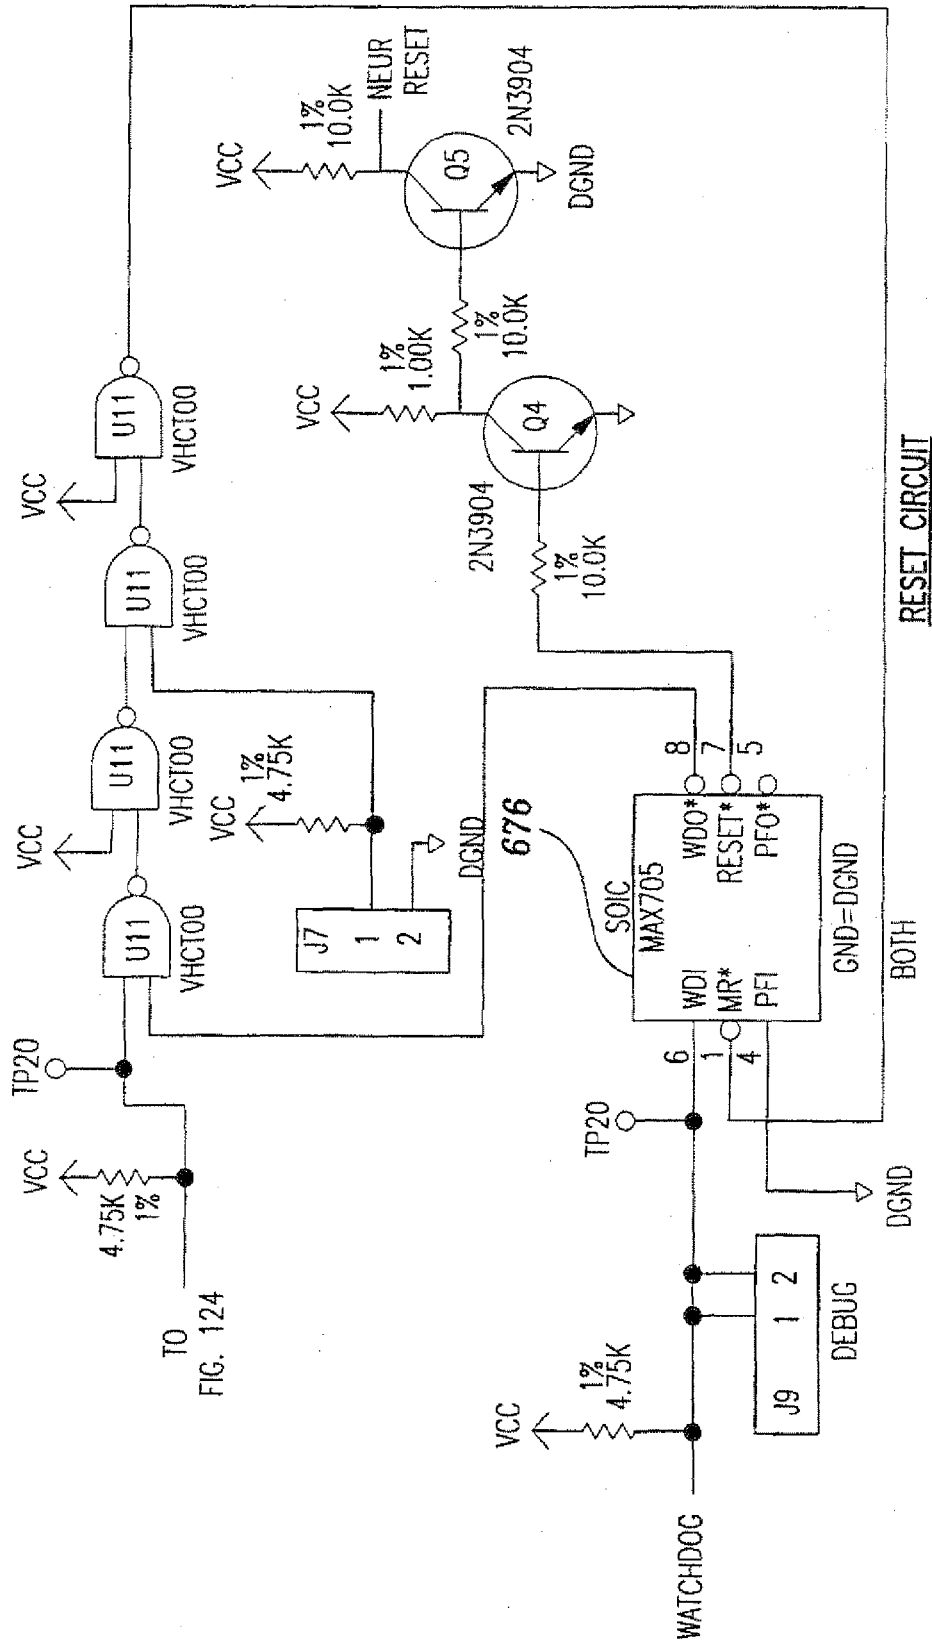 TO
FIG. 124
VCC
4.75K
1%
TP20
U11
VHCT00
VCC
U11
VHCT00
U11
VHCT00
VCC
U11
VHCT00
VCC
1%
4.75K
J7
1
2
DGND
VCC
1%
10.0K
NEUR
RESET
Q5
2N3904
DGND
VCC
1%
1.00K
1%
10.0K
Q4
2N3904
1%
10.0K
676
SOIC
MAX705
WDI
MR*
PFI
WDO*
RESET*
PFO*
6
1
4
8
7
5
GND=DGND
BOTH
TP20
DGND
WATCHDOG
VCC
1%
4.75K
J9
1
2
DEBUG
RESET CIRCUIT